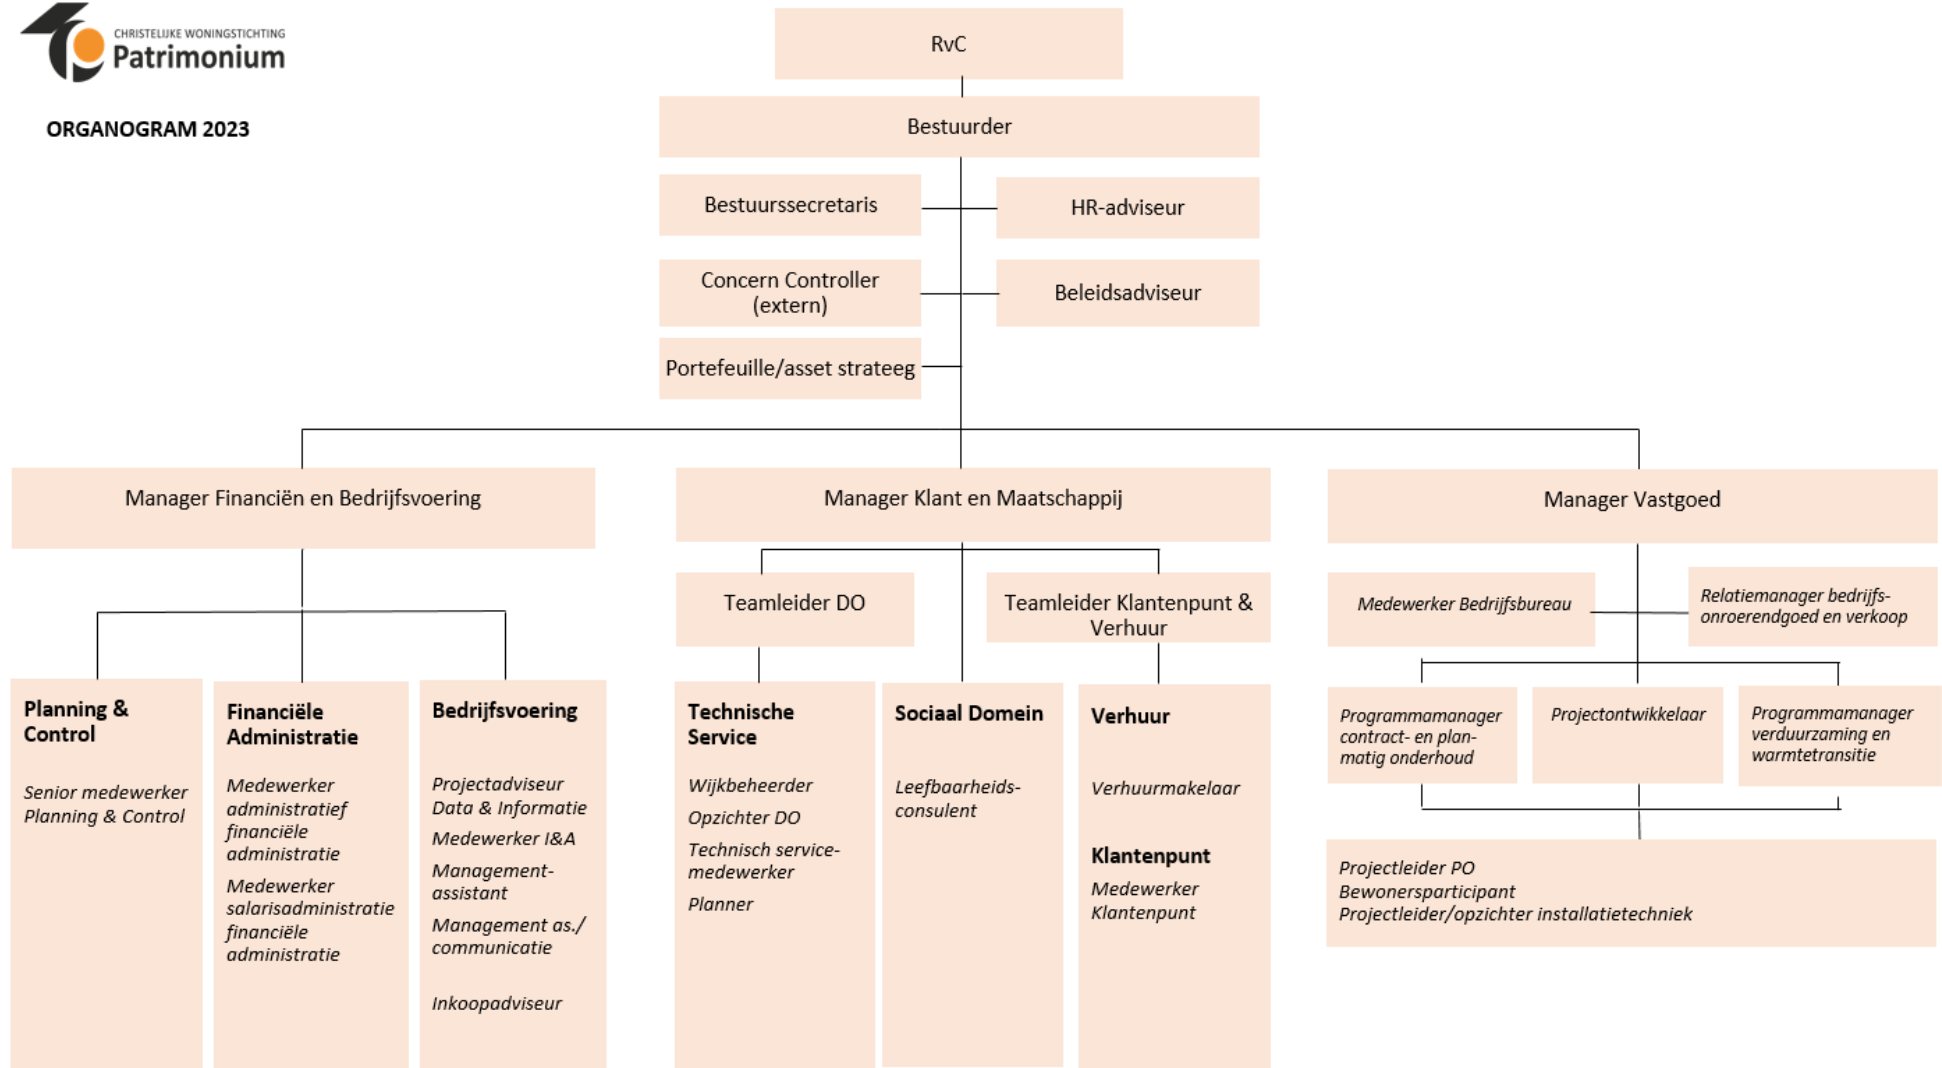 CHRISTELIJKE WONINGSTICHTING
Patrimonium
ORGANOGRAM 2023
RvC
Bestuurder
Bestuurssecretaris
HR-adviseur
Concern Controller
(extern)
Beleidsadviseur
Portefeuille/asset strateeg
Manager Financiën en Bedrijfsvoering
Planning &
Control
Senior medewerker
Planning & Control
Financiële
Administratie
Medewerker
administratief
financiële
administratie
Medewerker
salarisadministratie
financiële
administratie
Bedrijfsvoering
Projectadviseur
Data & Informatie
Medewerker I&A
Management-
assistant
Management as./
communicatie
Inkoopadviseur
Manager Klant en Maatschappij
Teamleider DO
Teamleider Klantenpunt &
Verhuur
Technische
Service
Wijkbeheerder
Opzichter DO
Technisch service-
medewerker
Planner
Sociaal Domein
Leefbaarheids-
consulent
Verhuur
Verhuurmakelaar
Klantenpunt
Medewerker
Klantenpunt
Manager Vastgoed
Medewerker Bedrijfsbureau
Relatiemanager bedrijfs-
onroerendgoed en verkoop
Programmamanager
contract- en plan-
matig onderhoud
Projectontwikkelaar
Programmamanager
verduurzaming en
warmtetransitie
Projectleider PO
Bewonersparticipant
Projectleider/opzichter installatietechniek